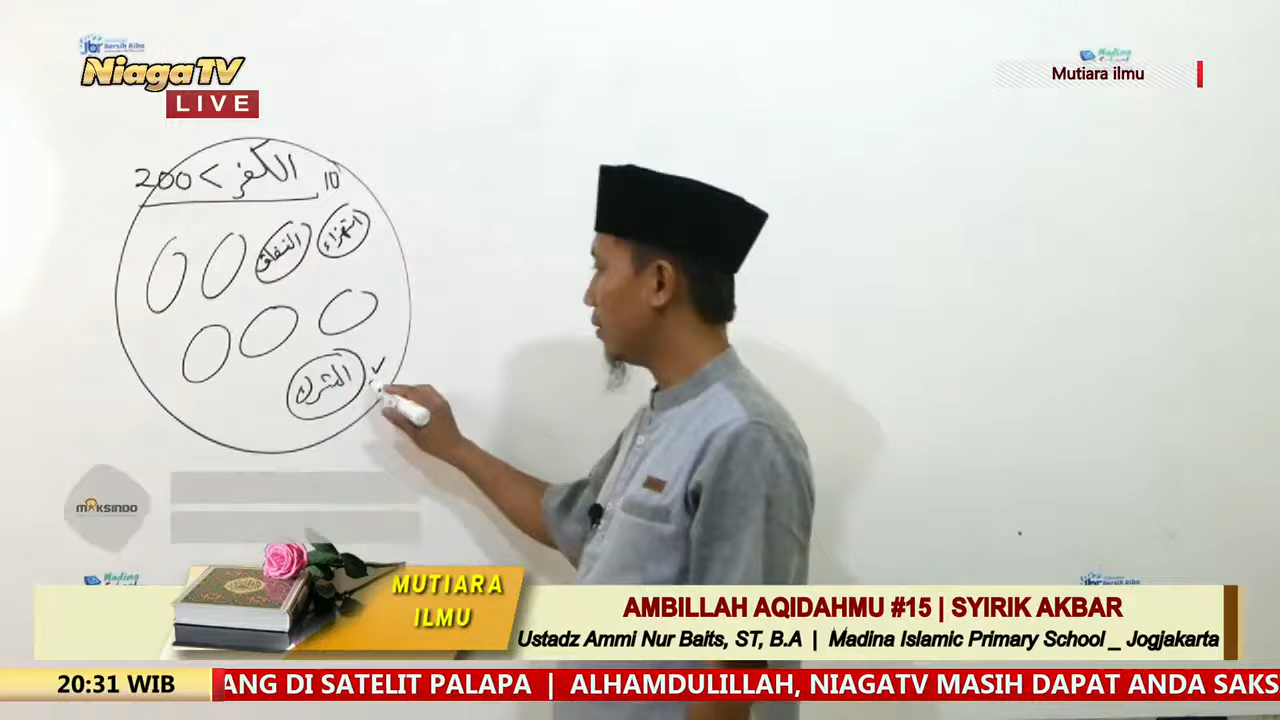 Bersih Riba
NiagaTV
LIVE
Mutiara ilmu
200 < الكفر
10
استهزاء
النفاق
الشرك
MAKSINDO
MUTIARA
ILMU
AMBILLAH AQIDAHMU #15 | SYIRIK AKBAR
Ustadz Ammi Nur Baits, ST, B.A | Madina Islamic Primary School _ Jogjakarta
20:31 WIB
ANG DI SATELIT PALAPA | ALHAMDULILLAH, NIAGATV MASIH DAPAT ANDA SAKS